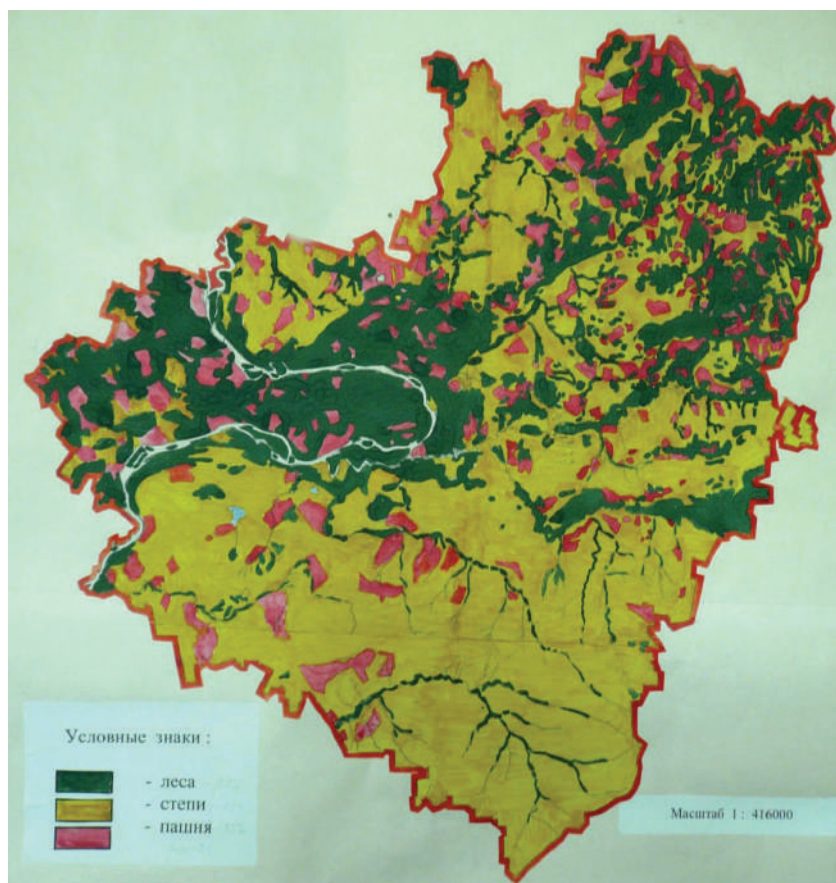 Условные знаки :
- леса
- степи
- пашня
Масштаб 1 : 416000